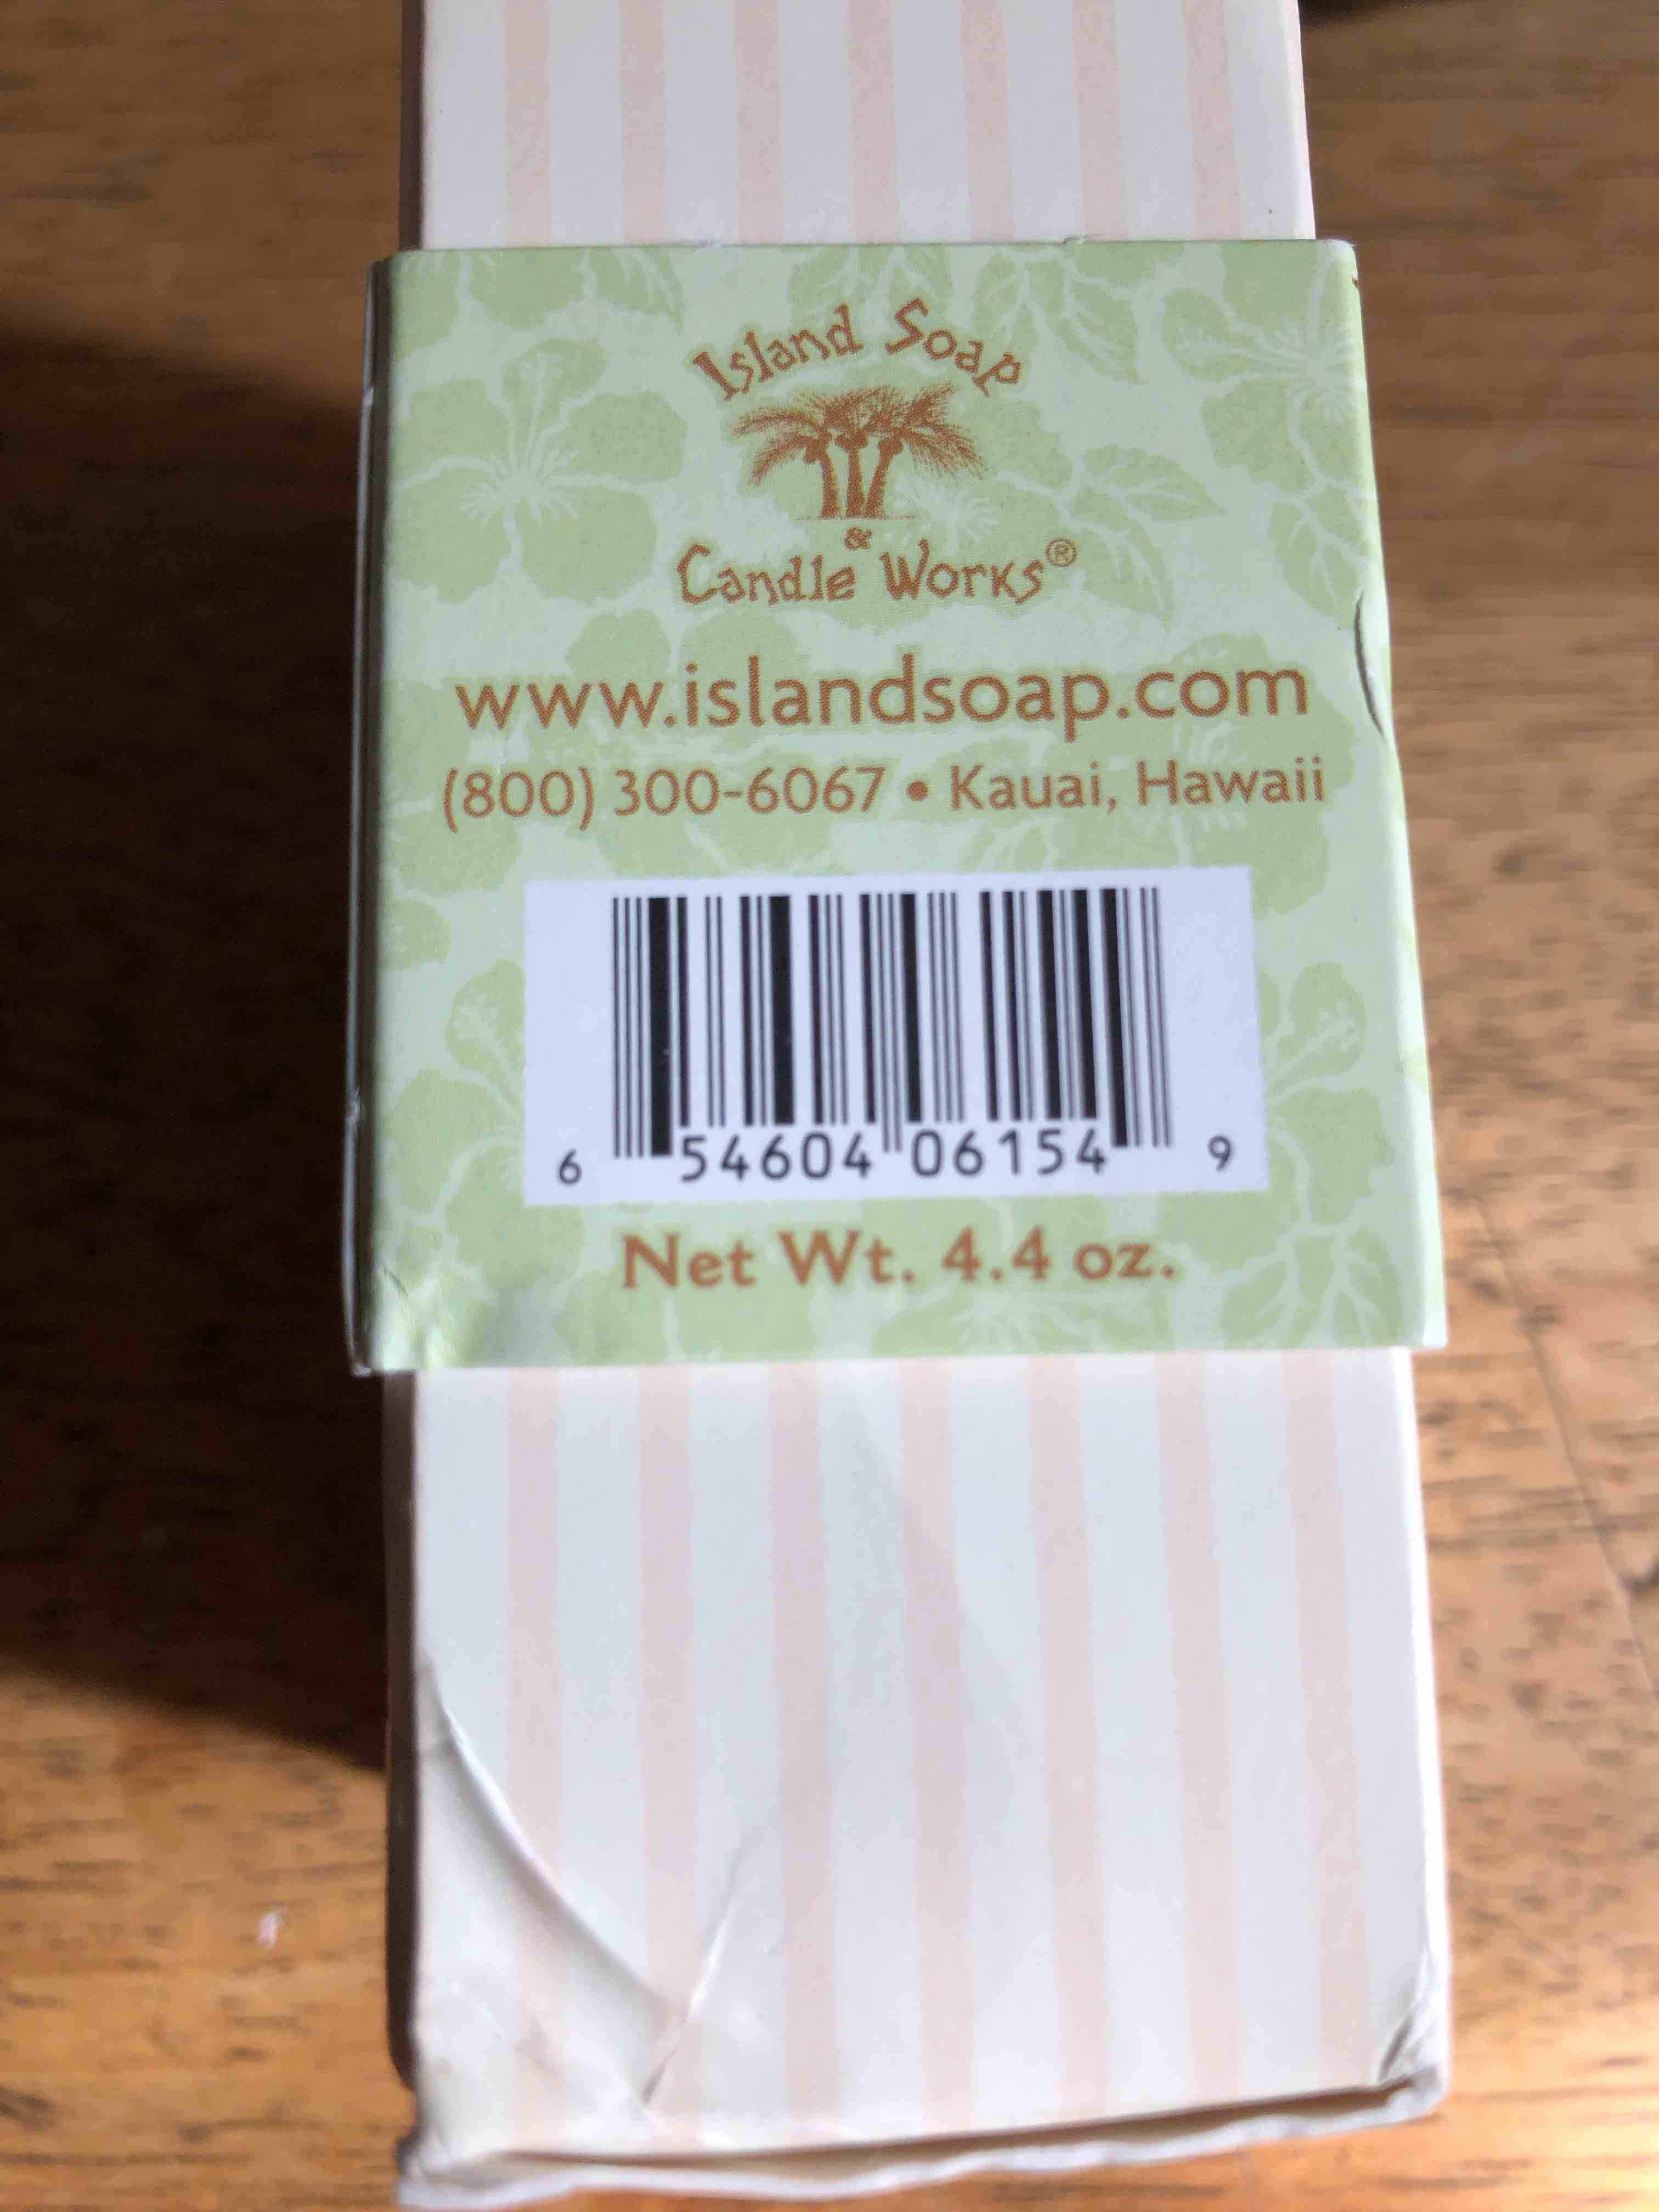 Island Soap
&
Candle Works®
www.islandsoap.com
(800) 300-6067 • Kauai, Hawaii
6 54604 06154 9
Net Wt. 4.4 oz.